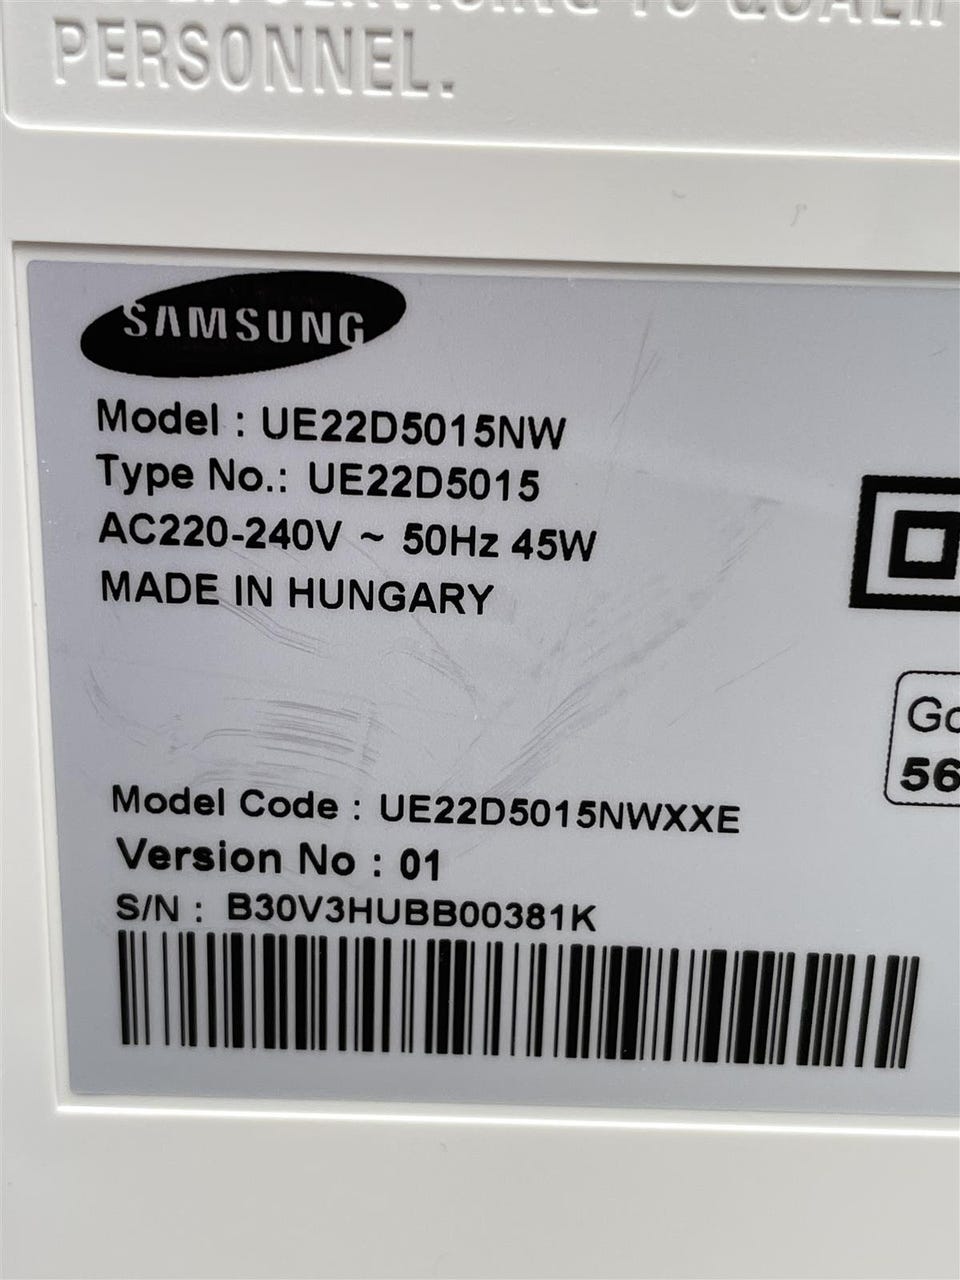 PERSONNEL.
SAMSUNG
Model : UE22D5015NW
Type No.: UE22D5015
AC220-240V ~ 50Hz 45W
MADE IN HUNGARY
56
Model Code : UE22D5015NWXXE
Version No : 01
S/N : B30V3HUBB00381K